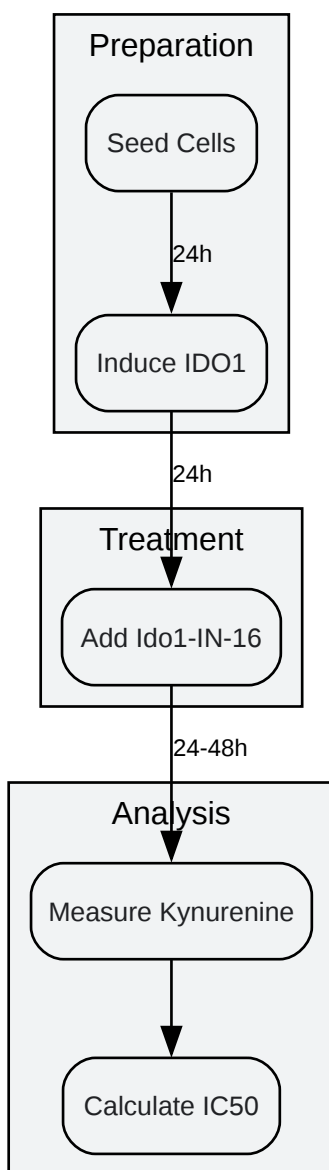 Preparation
Seed Cells
24h
Induce IDO1
24h
Treatment
Add Ido1-IN-16
24-48h
Analysis
Measure Kynurenine
Calculate IC50